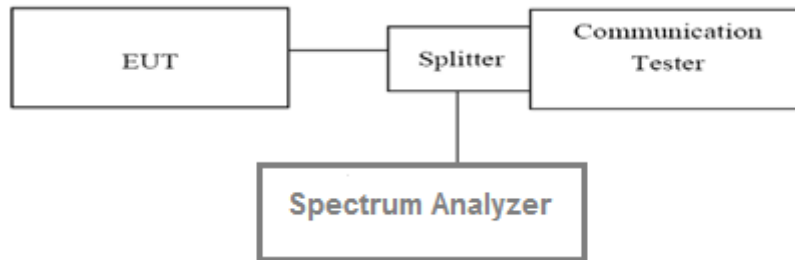 EUT
Splitter
Communication
Tester
Spectrum Analyzer